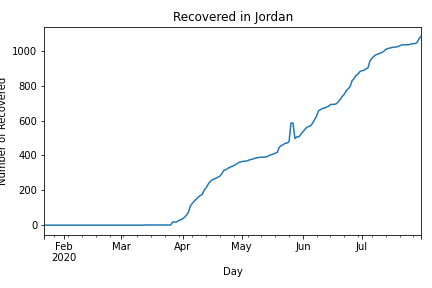 Recovered in Jordan
Number of Recovered
1000
800
600
400
200
0
Feb
2020
Mar
Apr
May
Jun
Jul
Day